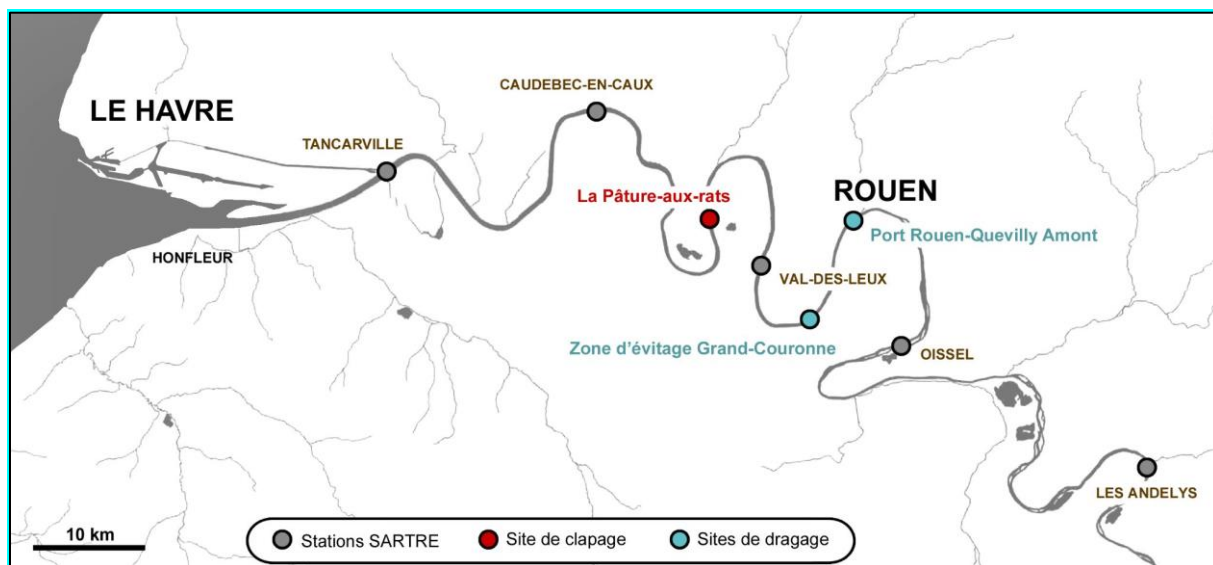 CAUDEBEC-EN-CAUX
LE HAVRE
TANCARVILLE
La Pâture-aux-rats
ROUEN
Port Rouen-Quevilly Amont
HONFLEUR
VAL-DES-LEUX
Zone d'évitage Grand-Couronne
OISSEL
LES ANDELYS
10 km
Stations SARTRE
Site de clapage
Sites de dragage